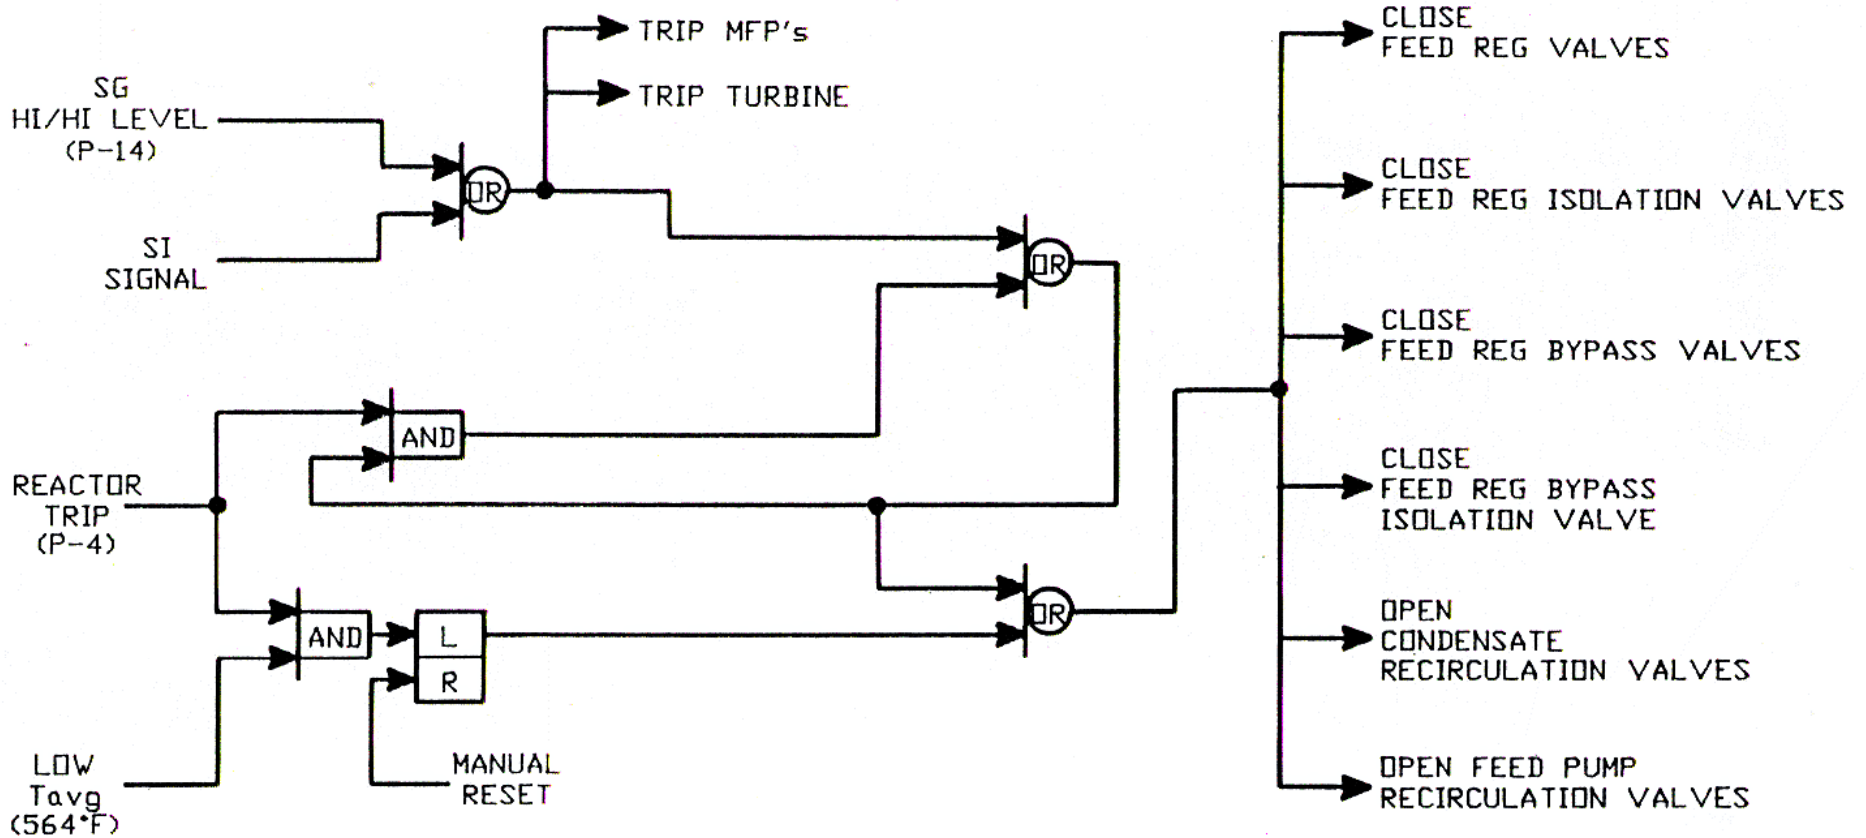 SG
HI/HI LEVEL
(P-14)
SI
SIGNAL
OR
TRIP MFP's
TRIP TURBINE
OR
AND
REACTOR
TRIP
(P-4)
AND
L
R
OR
LOW
Tavg
(564°F)
MANUAL
RESET
CLOSE
FEED REG VALVES
CLOSE
FEED REG ISOLATION VALVES
CLOSE
FEED REG BYPASS VALVES
CLOSE
FEED REG BYPASS
ISOLATION VALVE
OPEN
CONDENSATE
RECIRCULATION VALVES
OPEN FEED PUMP
RECIRCULATION VALVES